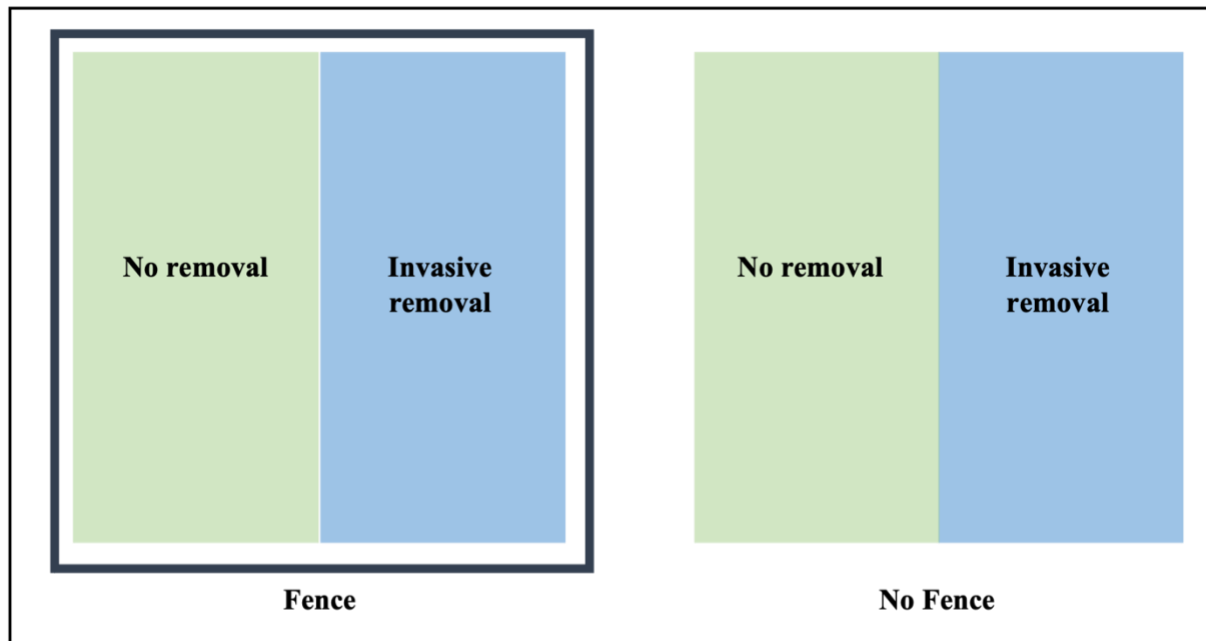 No removal
Invasive
removal
No removal
Invasive
removal
Fence
No Fence